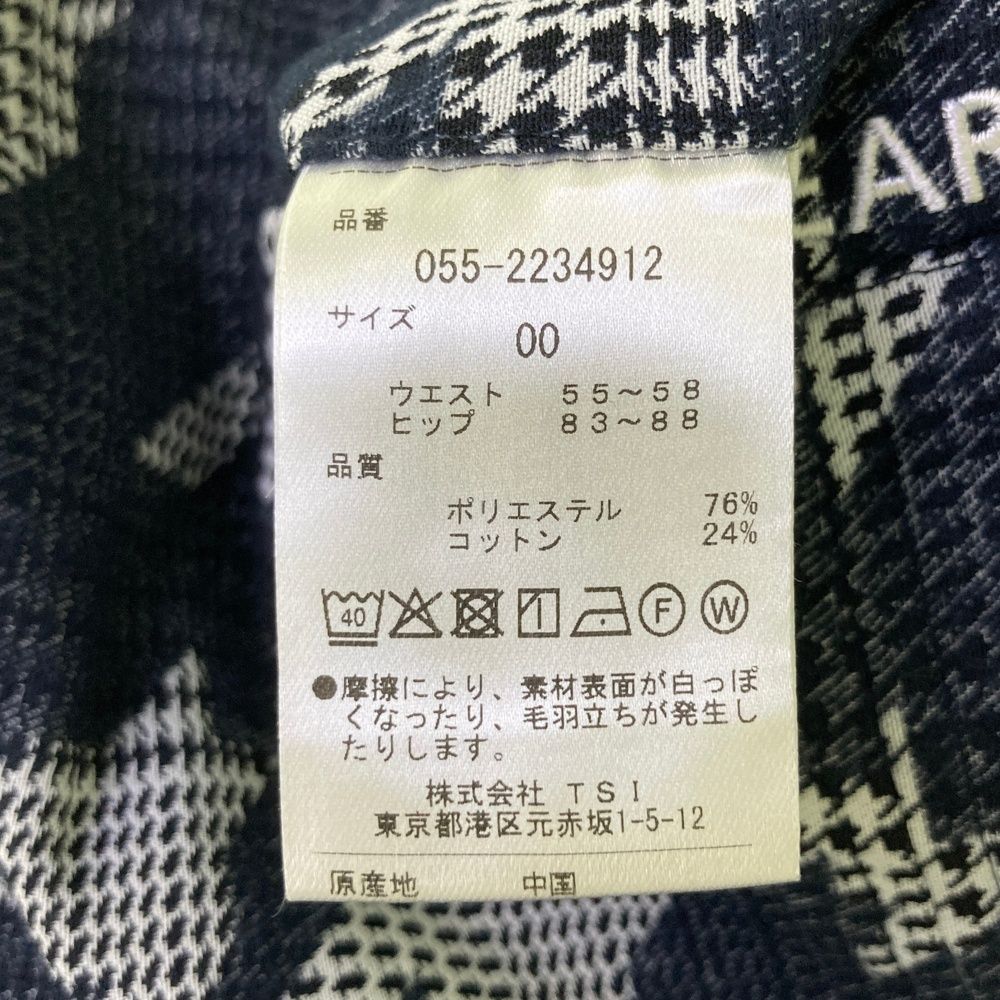 品番
055-2234912
サイズ
00
ウエスト 55〜58
ヒップ 83〜88
品質
ポリエステル 76%
コットン 24%
40 F W
●摩擦により、素材表面が白っぽ
くなったり、毛羽立ちが発生し
たりします。
株式会社 TSI
東京都港区元赤坂1-5-12
原産地 中国